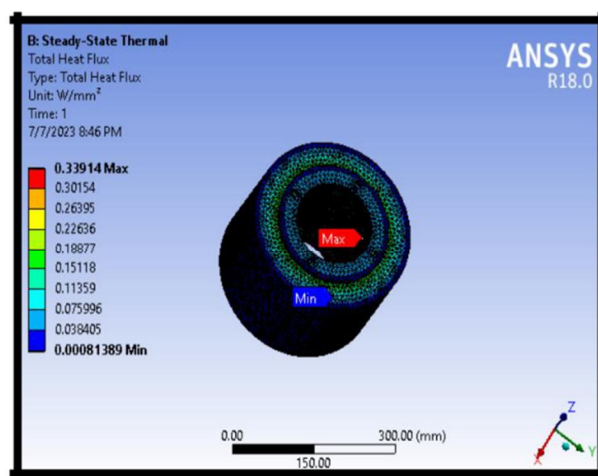 B: Steady-State Thermal
Total Heat Flux
Type: Total Heat Flux
Unit: W/mm²
Time: 1
7/7/2023 8:46 PM
ANSYS
R18.0
0.33914 Max
0.30154
0.26395
0.22636
0.18877
0.15118
0.11359
0.075996
0.038405
0.00081389 Min
Max
Min
0.00
300.00 (mm)
150.00
Z
Y
X